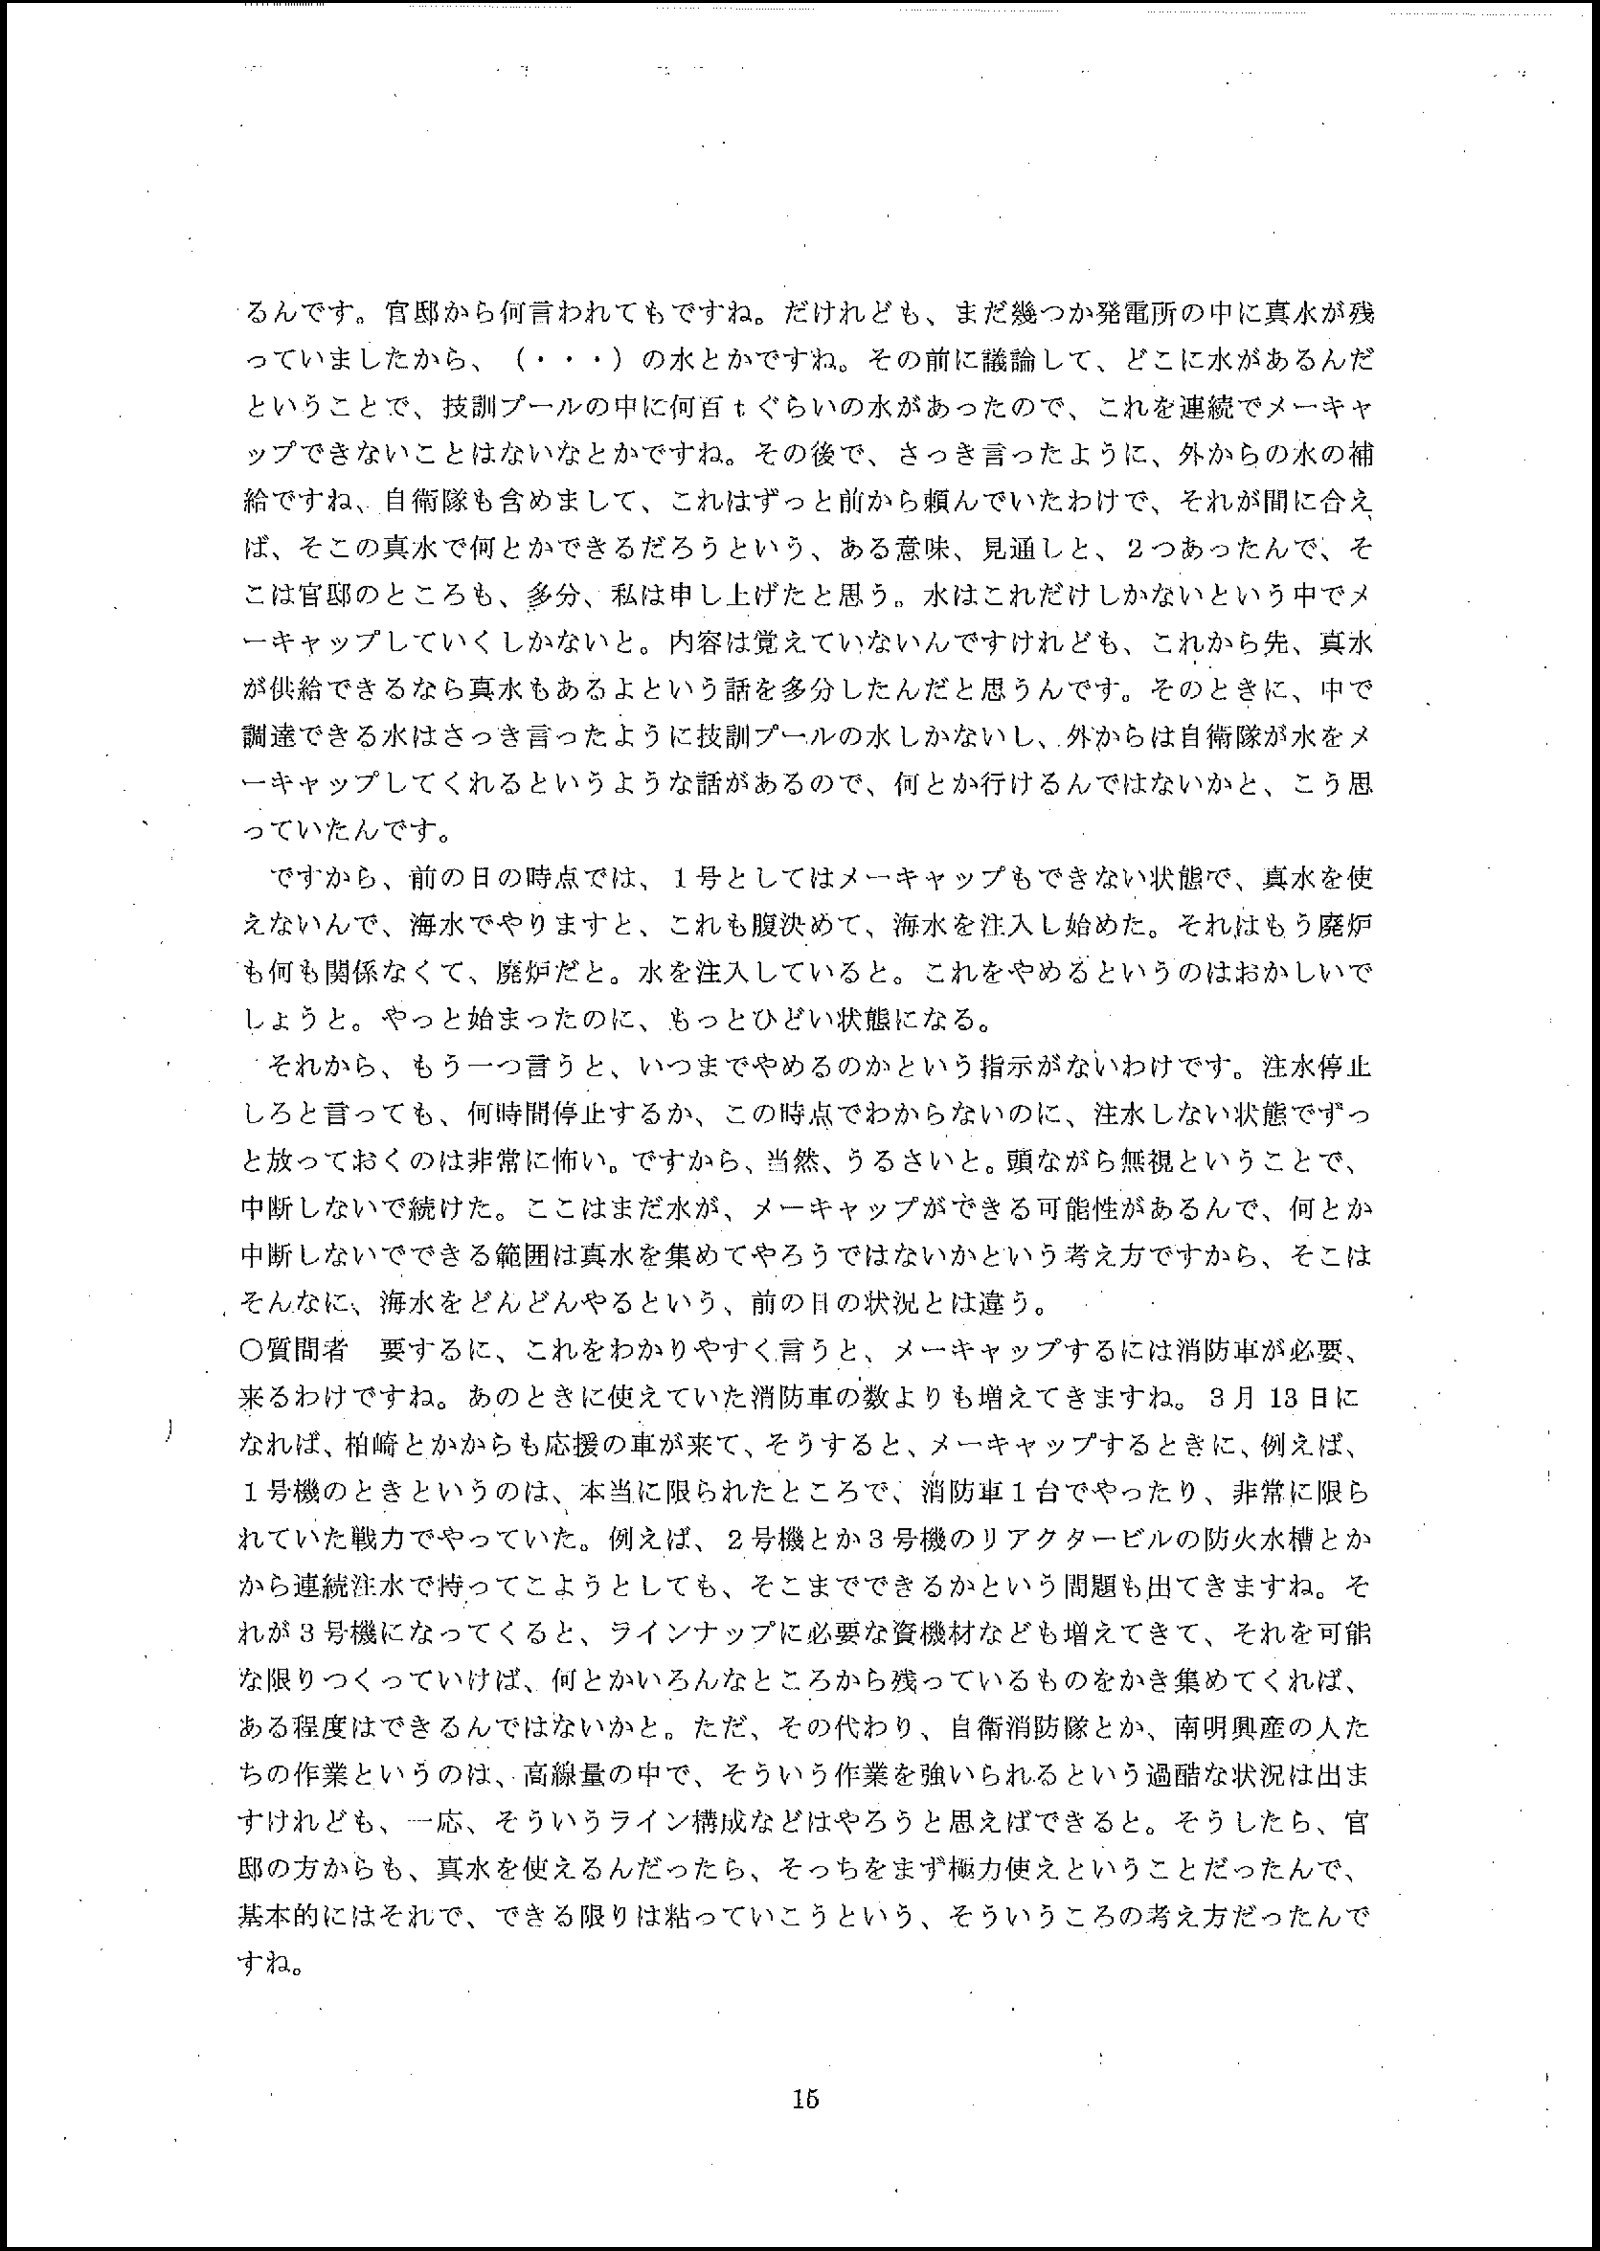 るんです。官邸から何言われてもですね。だけれども、まだ幾つか発電所の中に真水が残
っていましたから、（・・・）の水とかですね。その前に議論して、どこに水があるんだ
ということで、技訓プールの中に何百ｔぐらいの水があったので、これを連続でメーキャ
ップできないことはないなとかですね。その後で、さっき言ったように、外からの水の補
給ですね、自衛隊も含めまして、これはずっと前から頼んでいたわけで、それが間に合え
ば、そこの真水で何とかできるだろうという、ある意味、見通しと、２つあったんで、そ
こは官邸のところも、多分、私は申し上げたと思う。水はこれだけしかないという中でメ
ーキャップしていくしかないと。内容は覚えていないんですけれども、これから先、真水
が供給できるなら真水もあるよという話を多分したんだと思うんです。そのときに、中で
調達できる水はさっき言ったように技訓プールの水しかないし、外からは自衛隊が水をメ
ーキャップしてくれるというような話があるので、何とか行けるんではないかと、こう思
っていたんです。
　ですから、前の日の時点では、１号としてはメーキャップもできない状態で、真水を使
えないんで、海水でやりますと、これも腹決めて、海水を注入し始めた。それはもう廃炉
も何も関係なくて、廃炉だと。水を注入していると。これをやめるというのはおかしいで
しょうと。やっと始まったのに、もっとひどい状態になる。
　それから、もう一つ言うと、いつまでやめるのかという指示がないわけです。注水停止
しろと言っても、何時間停止するか、この時点でわからないのに、注水しない状態でずっ
と放っておくのは非常に怖い。ですから、当然、うるさいと。頭ながら無視ということで、
中断しないで続けた。ここはまだ水が、メーキャップができる可能性があるんで、何とか
中断しないでできる範囲は真水を集めてやろうではないかという考え方ですから、そこは
そんなに、海水をどんどんやるという、前の日の状況とは違う。
○質問者　要するに、これをわかりやすく言うと、メーキャップするには消防車が必要、
来るわけですね。あのときに使えていた消防車の数よりも増えてきますね。３月 13 日に
なれば、柏崎とかからも応援の車が来て、そうすると、メーキャップするときに、例えば、
１号機のときというのは、本当に限られたところで、消防車１台でやったり、非常に限ら
れていた戦力でやっていた。例えば、２号機とか３号機のリアクタービルの防火水槽とか
から連続注水で持ってこようとしても、そこまでできるかという問題も出てきますね。そ
れが３号機になってくると、ラインナップに必要な資機材なども増えてきて、それを可能
な限りつくっていけば、何とかいろんなところから残っているものをかき集めてくれば、
ある程度はできるんではないかと。ただ、その代わり、自衛消防隊とか、南明興産の人た
ちの作業というのは、高線量の中で、そういう作業を強いられるという過酷な状況は出ま
すけれども、一応、そういうライン構成などはやろうと思えばできると。そうしたら、官
邸の方からも、真水を使えるんだったら、そっちをまず極力使えということだったんで、
基本的にはそれで、できる限りは粘っていこうという、そういうころの考え方だったんで
すね。
15